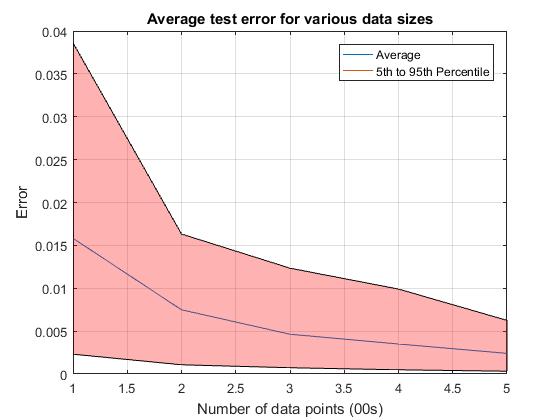 Average test error for various data sizes
0.04
0.035
0.03
0.025
0.02
0.015
0.01
0.005
0
Error
Average
5th to 95th Percentile
1 1.5 2 2.5 3 3.5 4 4.5 5
Number of data points (00s)